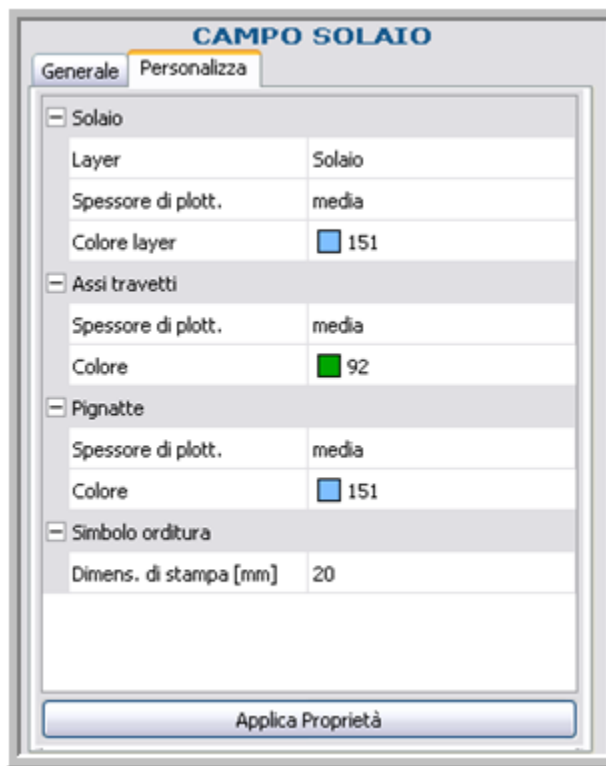 CAMPO SOLAIO
Generale Personalizza
Solaio
Layer Solaio
Spessore di plott. media
Colore layer 151
Assi travetti
Spessore di plott. media
Colore 92
Pignatte
Spessore di plott. media
Colore 151
Simbolo orditura
Dimens. di stampa [mm] 20
Applica Proprietà